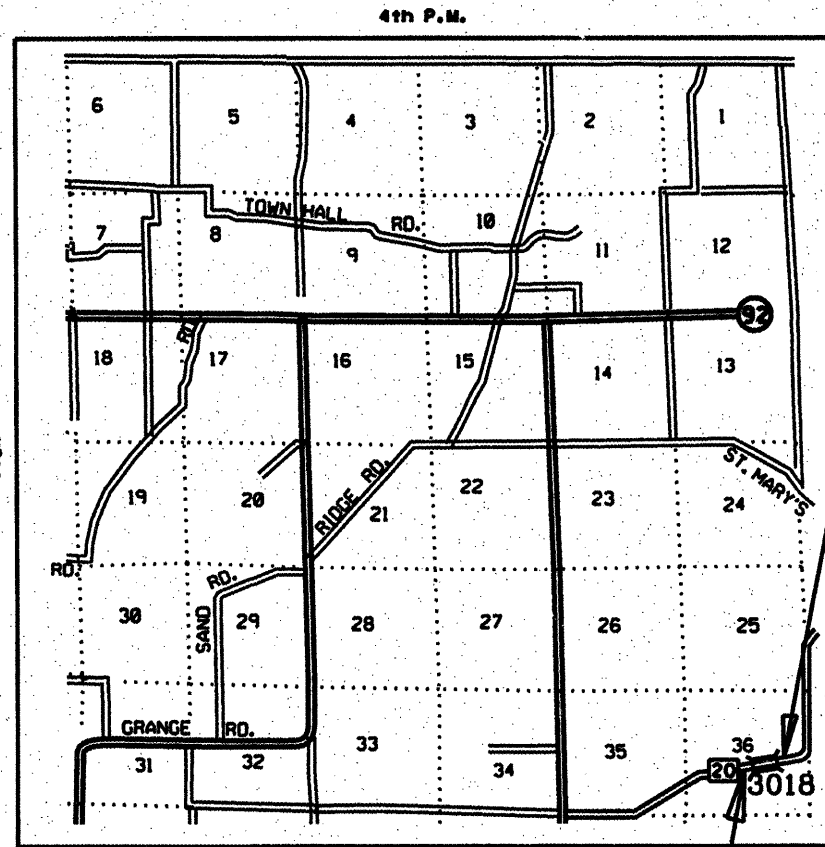 4th P.M.
6 5 4 3 2 1
TOWN HALL RD.
7 8 9 10 11 12
92
RD.
18 17 16 15 14 13
ST. MARY'S
RIDGE RD.
19 20 21 22 23 24
RD.
SAND RD.
30 29 28 27 26 25
GRANGE RD.
31 32 33 34 35 36
20
3018